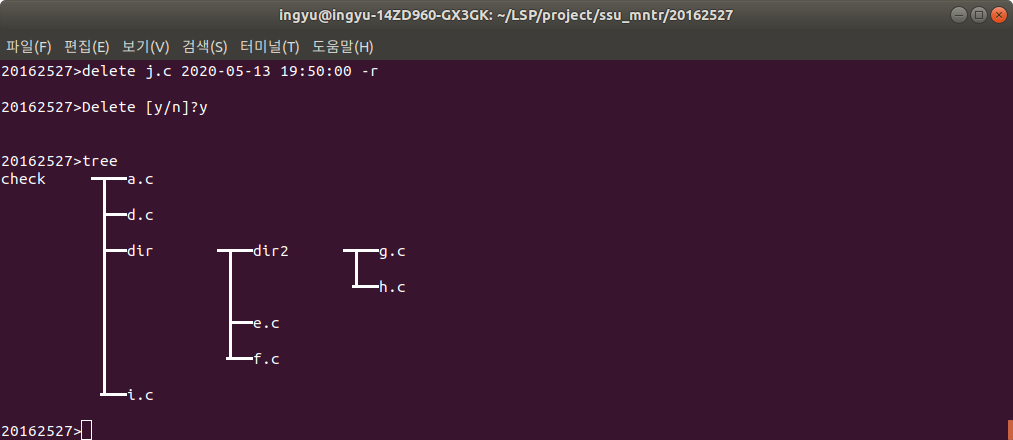 ingyu@ingyu-14ZD960-GX3GK: ~/LSP/project/ssu_mntr/20162527
파일(F) 편집(E) 보기(V) 검색(S) 터미널(T) 도움말(H)
20162527>delete j.c 2020-05-13 19:50:00 -r
20162527>Delete [y/n]?y
20162527>tree
check a.c
d.c
dir dir2 g.c
h.c
e.c
f.c
i.c
20162527>